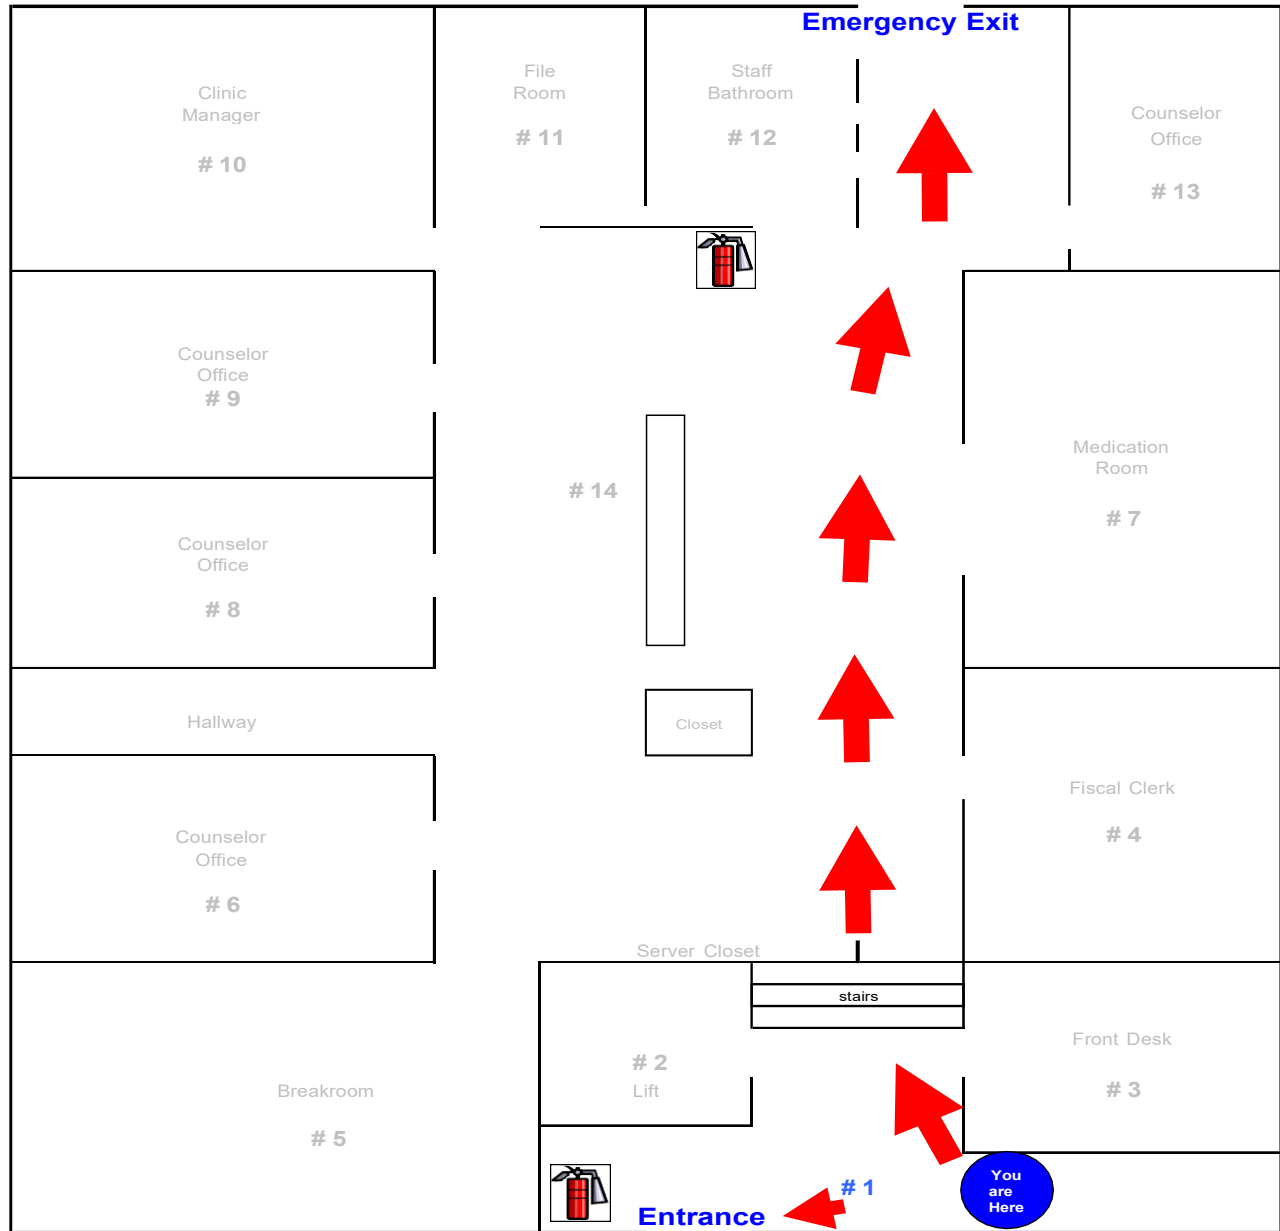 Emergency Exit
Clinic
Manager
# 10
File
Room
# 11
Staff
Bathroom
# 12
Counselor
Office
# 13
Counselor
Office
# 9
# 14
Medication
Room
# 7
Counselor
Office
# 8
Hallway
Closet
Fiscal Clerk
# 4
Counselor
Office
# 6
Server Closet
stairs
# 2
Lift
Front Desk
# 3
Breakroom
# 5
# 1
Entrance
You
are
Here